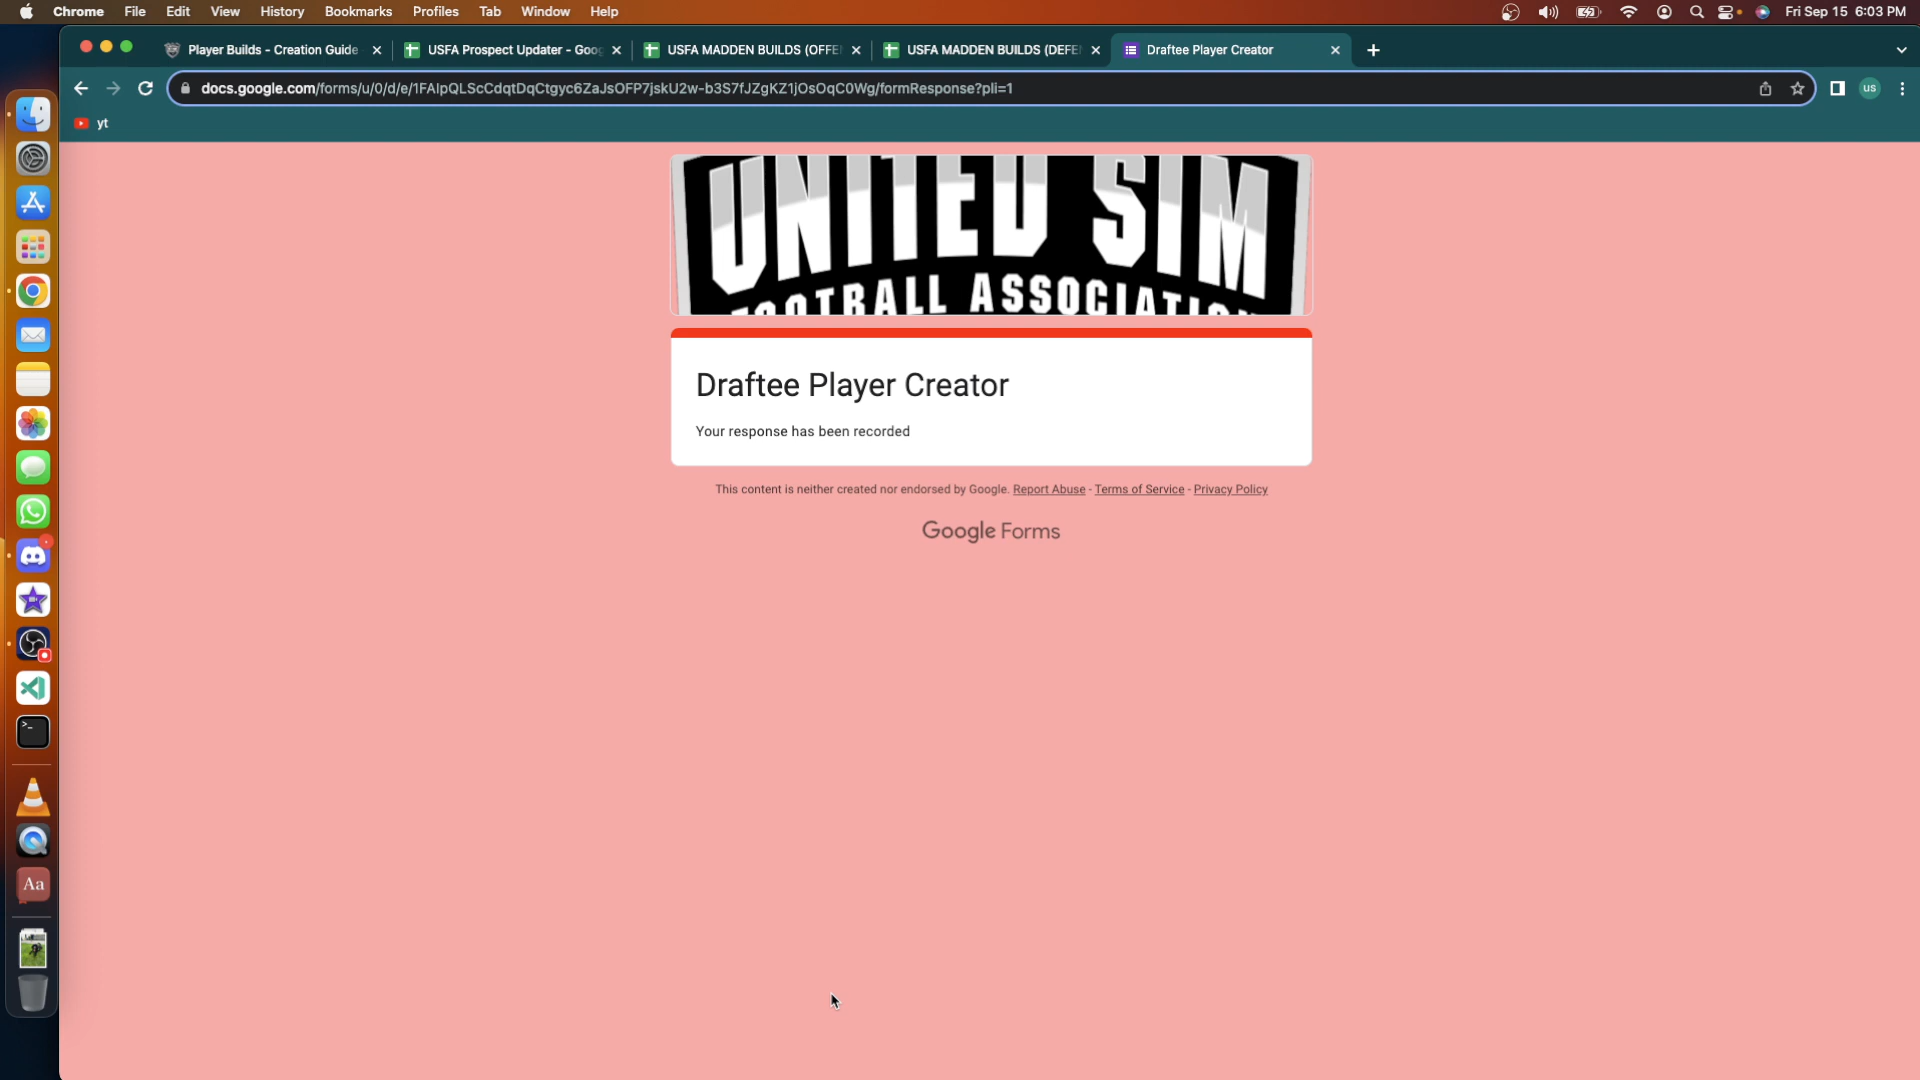 Chrome File Edit View History Bookmarks Profiles Tab Window Help Fri Sep 15 6:03 PM
Player Builds - Creation Guide USFA Prospect Updater - Goog USFA MADDEN BUILDS (OFFE USFA MADDEN BUILDS (DEFE Draftee Player Creator
docs.google.com/forms/u/0/d/e/1FAIpQLScCdqtDqCtgyc6ZaJsOFP7jskU2w-b3S7fJZgKZ1jOsOqC0Wg/formResponse?pli=1 us
yt
UNITED SIM
FOOTBALL ASSOCIATION
Draftee Player Creator
Your response has been recorded
This content is neither created nor endorsed by Google. Report Abuse - Terms of Service - Privacy Policy
Google Forms
Aa